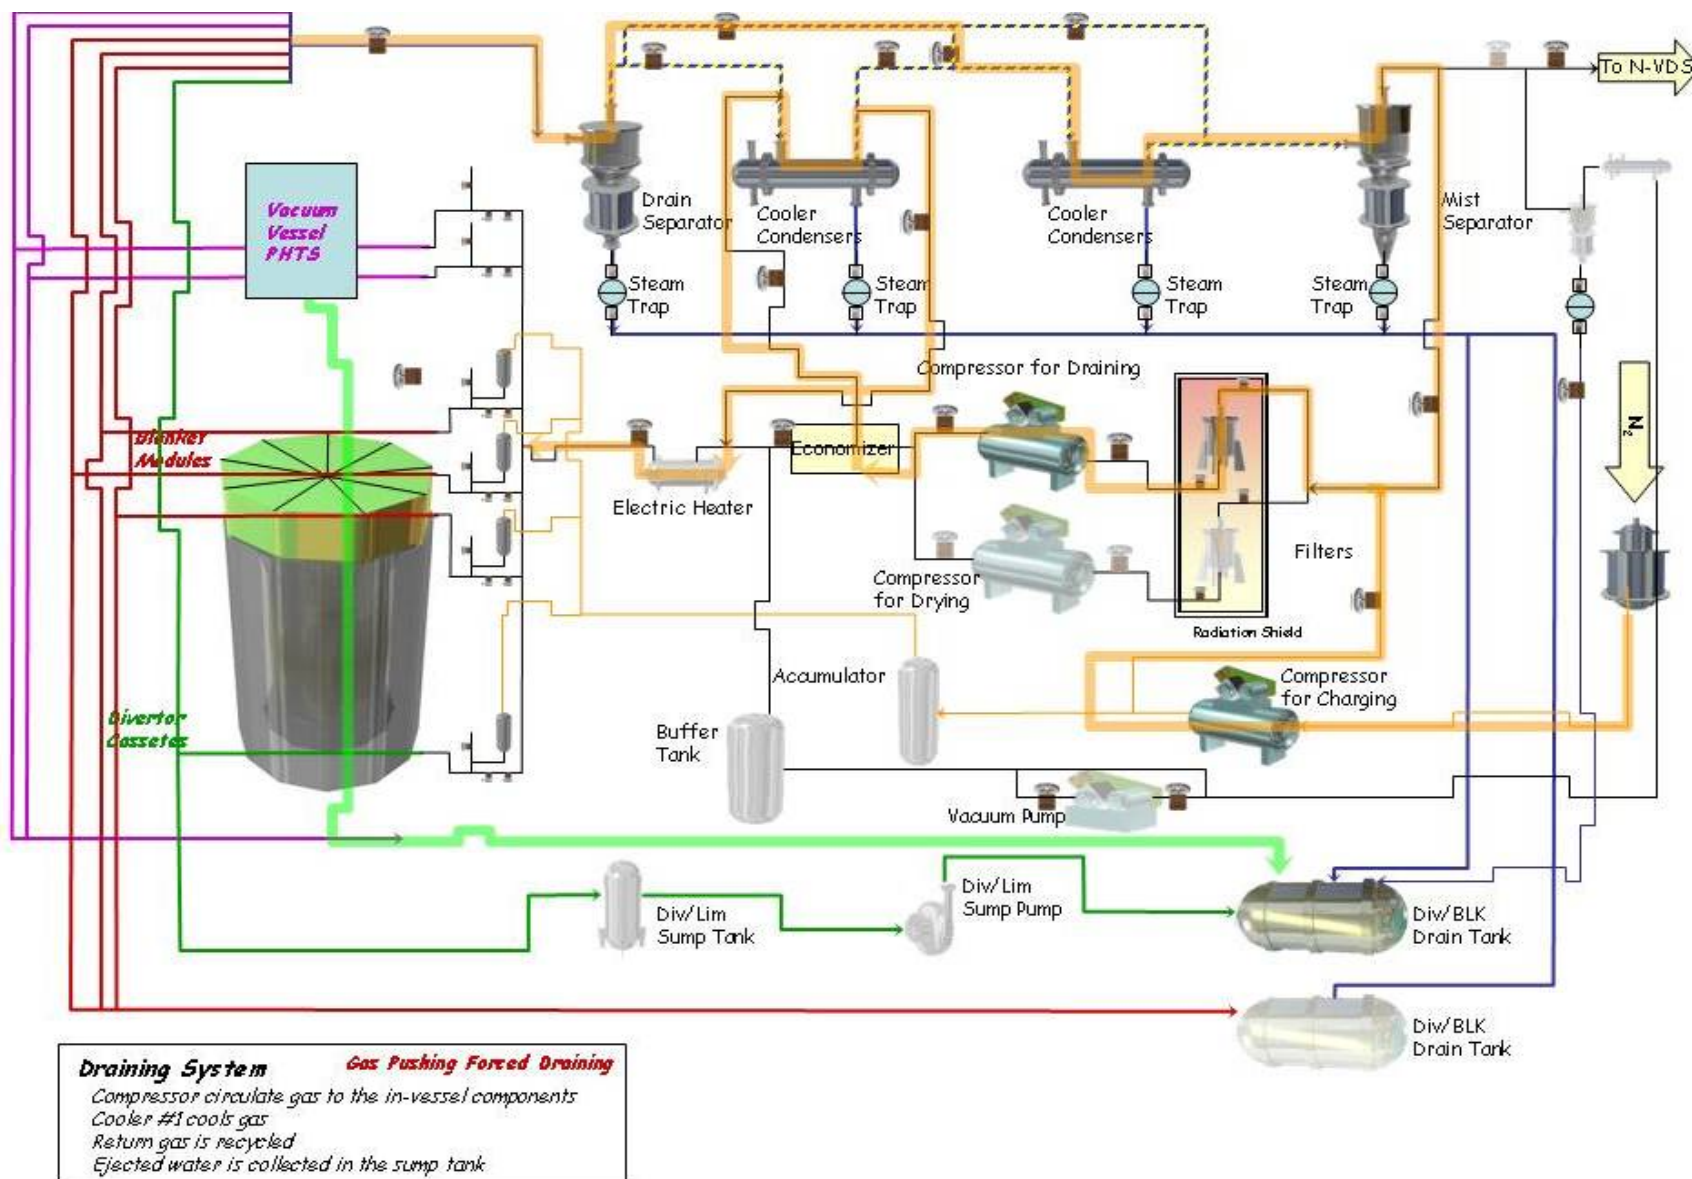 To N-VDS
Vacuum
Vessel
PHTS
Drain
Separator
Cooler
Condensers
Cooler
Condensers
Mist
Separator
Steam
Trap
Steam
Trap
Steam
Trap
Steam
Trap
Compressor for Draining
N2
Blanket
Modules
Economizer
Electric Heater
Filters
Compressor
for Drying
Radiation Shield
Accumulator
Compressor
for Charging
Divertor
Cassetes
Buffer
Tank
Vacuum Pump
Div/Lim
Sump Tank
Div/Lim
Sump Pump
Div/BLK
Drain Tank
Div/BLK
Drain Tank
Draining System Gas Pushing Forced Draining
Compressor circulate gas to the in-vessel components
Cooler #1 cools gas
Return gas is recycled
Ejected water is collected in the sump tank